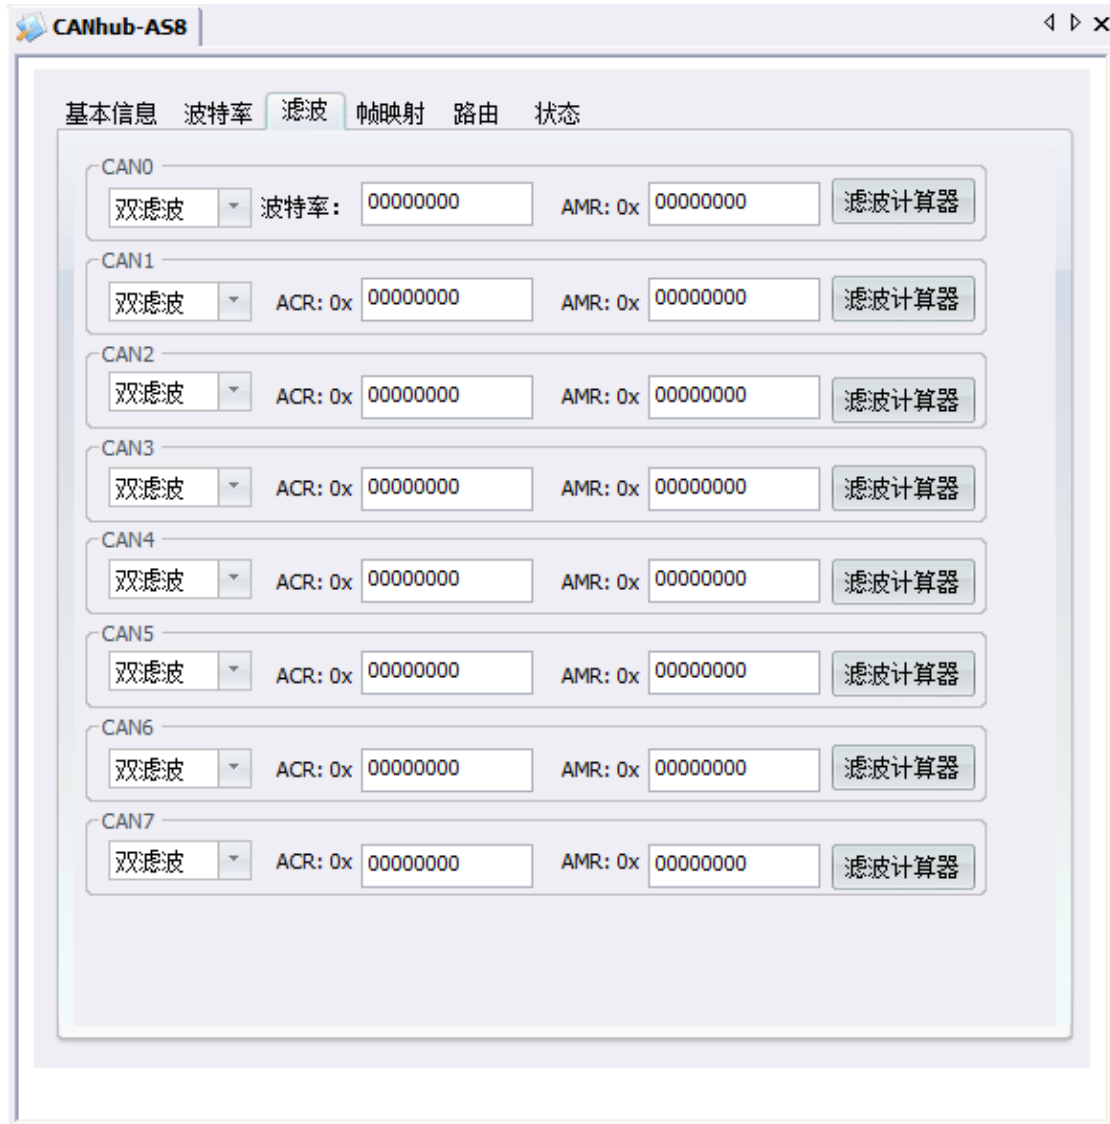 CANhub-AS8
基本信息 波特率 滤波 帧映射 路由 状态
CAN0
双滤波 波特率: 00000000 AMR: 0x 00000000 滤波计算器
CAN1
双滤波 ACR: 0x 00000000 AMR: 0x 00000000 滤波计算器
CAN2
双滤波 ACR: 0x 00000000 AMR: 0x 00000000 滤波计算器
CAN3
双滤波 ACR: 0x 00000000 AMR: 0x 00000000 滤波计算器
CAN4
双滤波 ACR: 0x 00000000 AMR: 0x 00000000 滤波计算器
CAN5
双滤波 ACR: 0x 00000000 AMR: 0x 00000000 滤波计算器
CAN6
双滤波 ACR: 0x 00000000 AMR: 0x 00000000 滤波计算器
CAN7
双滤波 ACR: 0x 00000000 AMR: 0x 00000000 滤波计算器